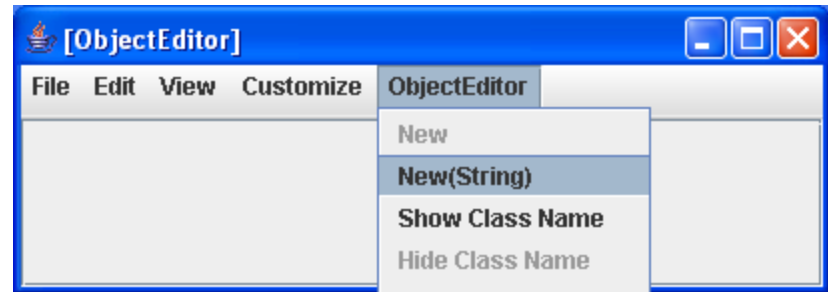 [ObjectEditor]
File Edit View Customize ObjectEditor
New
New(String)
Show Class Name
Hide Class Name